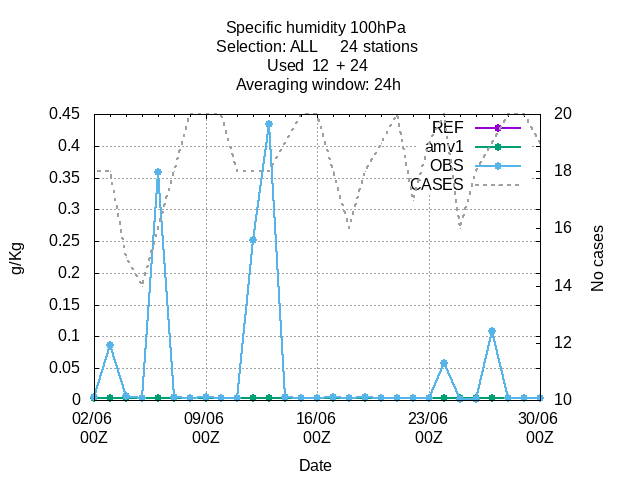 Specific humidity 100hPa
Selection: ALL 24 stations
Used 12 + 24
Averaging window: 24h
0.45
0.4
0.35
0.3
0.25
0.2
0.15
0.1
0.05
0
g/Kg
REF
amv1
OBS
CASES
20
18
16
14
12
10
No cases
02/06 09/06 16/06 23/06 30/06
00Z 00Z 00Z 00Z 00Z
Date